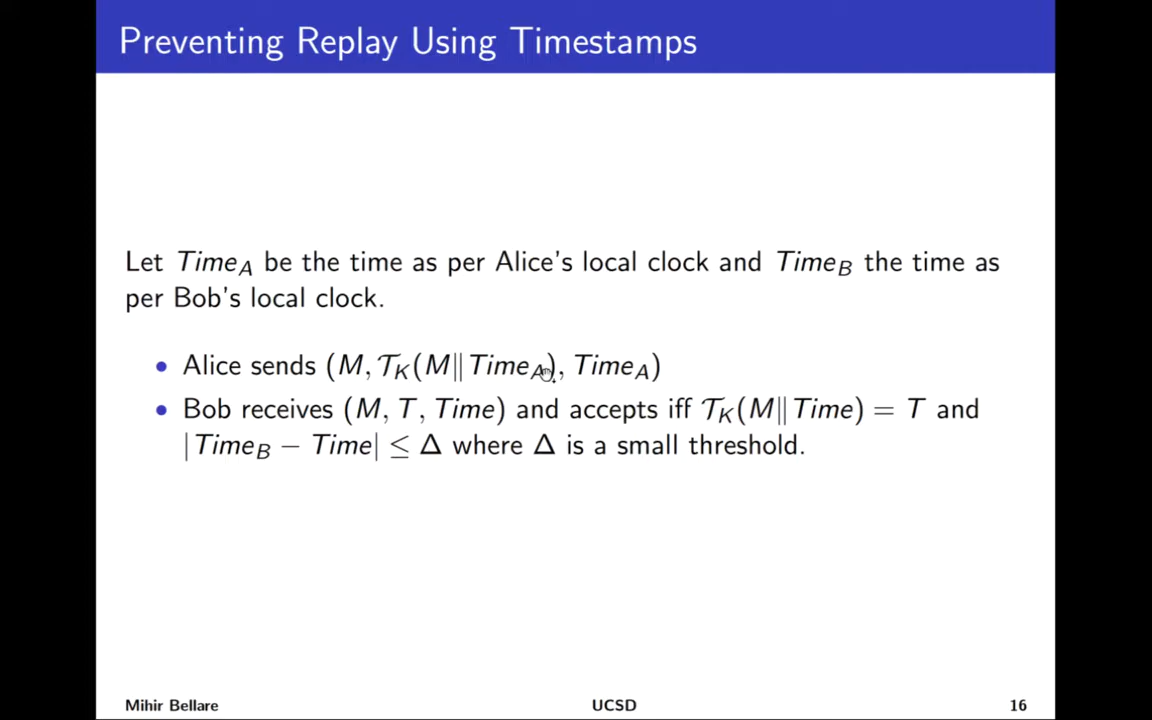 Preventing Replay Using Timestamps
Let Time_A be the time as per Alice's local clock and Time_B the time as
per Bob's local clock.
• Alice sends (M, 𝒯_K(M‖Time_A), Time_A)
• Bob receives (M, T, Time) and accepts iff 𝒯_K(M‖Time) = T and
|Time_B − Time| ≤ Δ where Δ is a small threshold.
Mihir Bellare UCSD 16